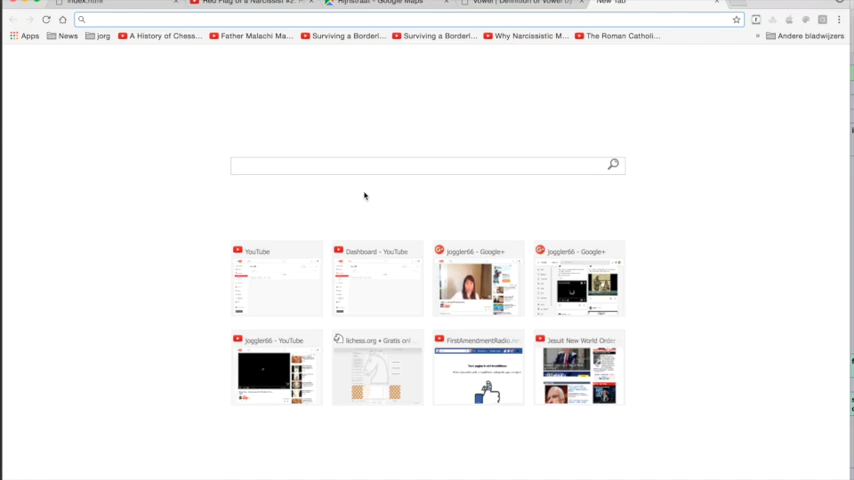 index.html
Red Flag of a Narcissist #2:
Rijnstraat - Google Maps
Vowel | Definition of Vowel
New Tab
Apps
News
jorg
A History of Chess...
Father Malachi Ma...
Surviving a Borderl...
Surviving a Borderl...
Why Narcissistic M...
The Roman Catholi...
»
Andere bladwijzers
YouTube
Dashboard - YouTube
joggler66 - Google+
joggler66 - Google+
joggler66 - YouTube
lichess.org • Gratis onl
FirstAmendmentRadio.ne
Jesuit New World Order